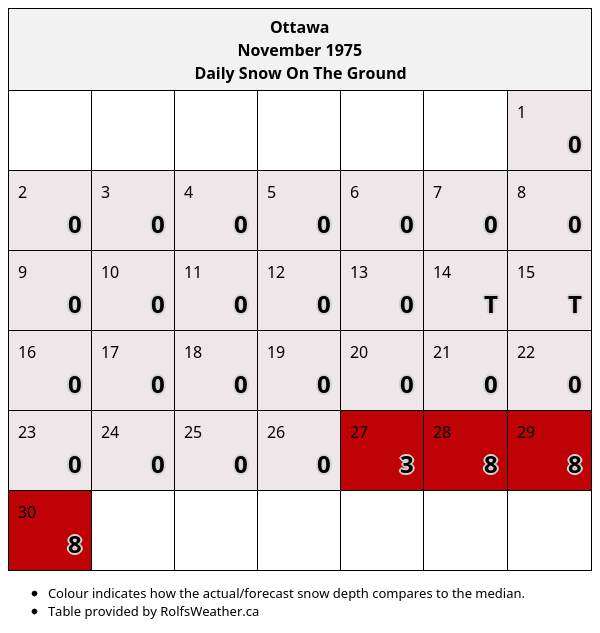 Ottawa
November 1975
Daily Snow On The Ground
1
0
2 3 4 5 6 7 8
0 0 0 0 0 0 0
9 10 11 12 13 14 15
0 0 0 0 0 T T
16 17 18 19 20 21 22
0 0 0 0 0 0 0
23 24 25 26 27 28 29
0 0 0 0 3 8 8
30
8
• Colour indicates how the actual/forecast snow depth compares to the median.
• Table provided by RolfsWeather.ca